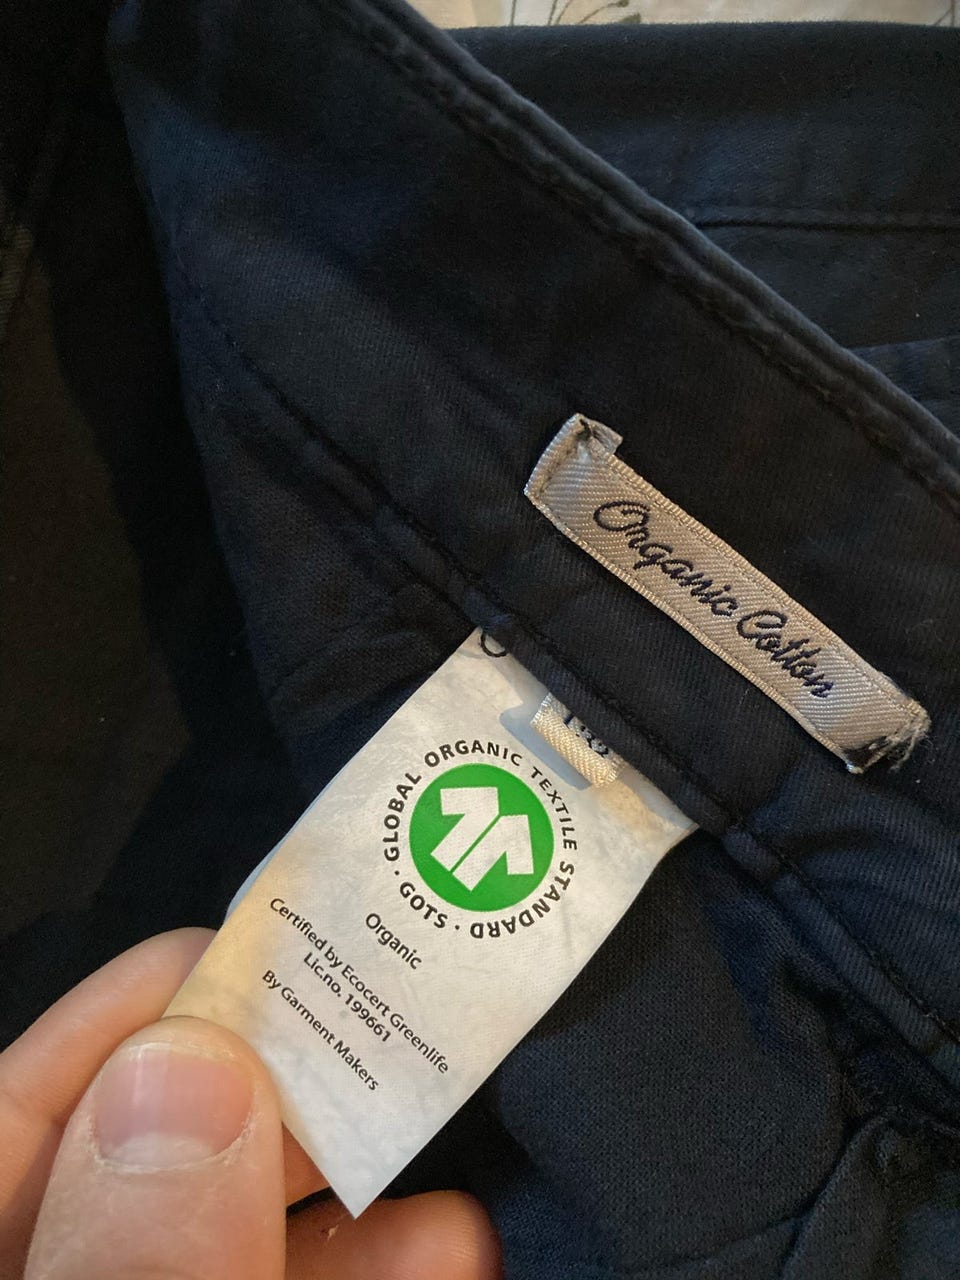 Organic Cotton
GLOBAL ORGANIC TEXTILE STANDARD · GOTS ·
Organic
Certified by Ecocert Greenlife
Lic.no. 199661
By Garment Makers